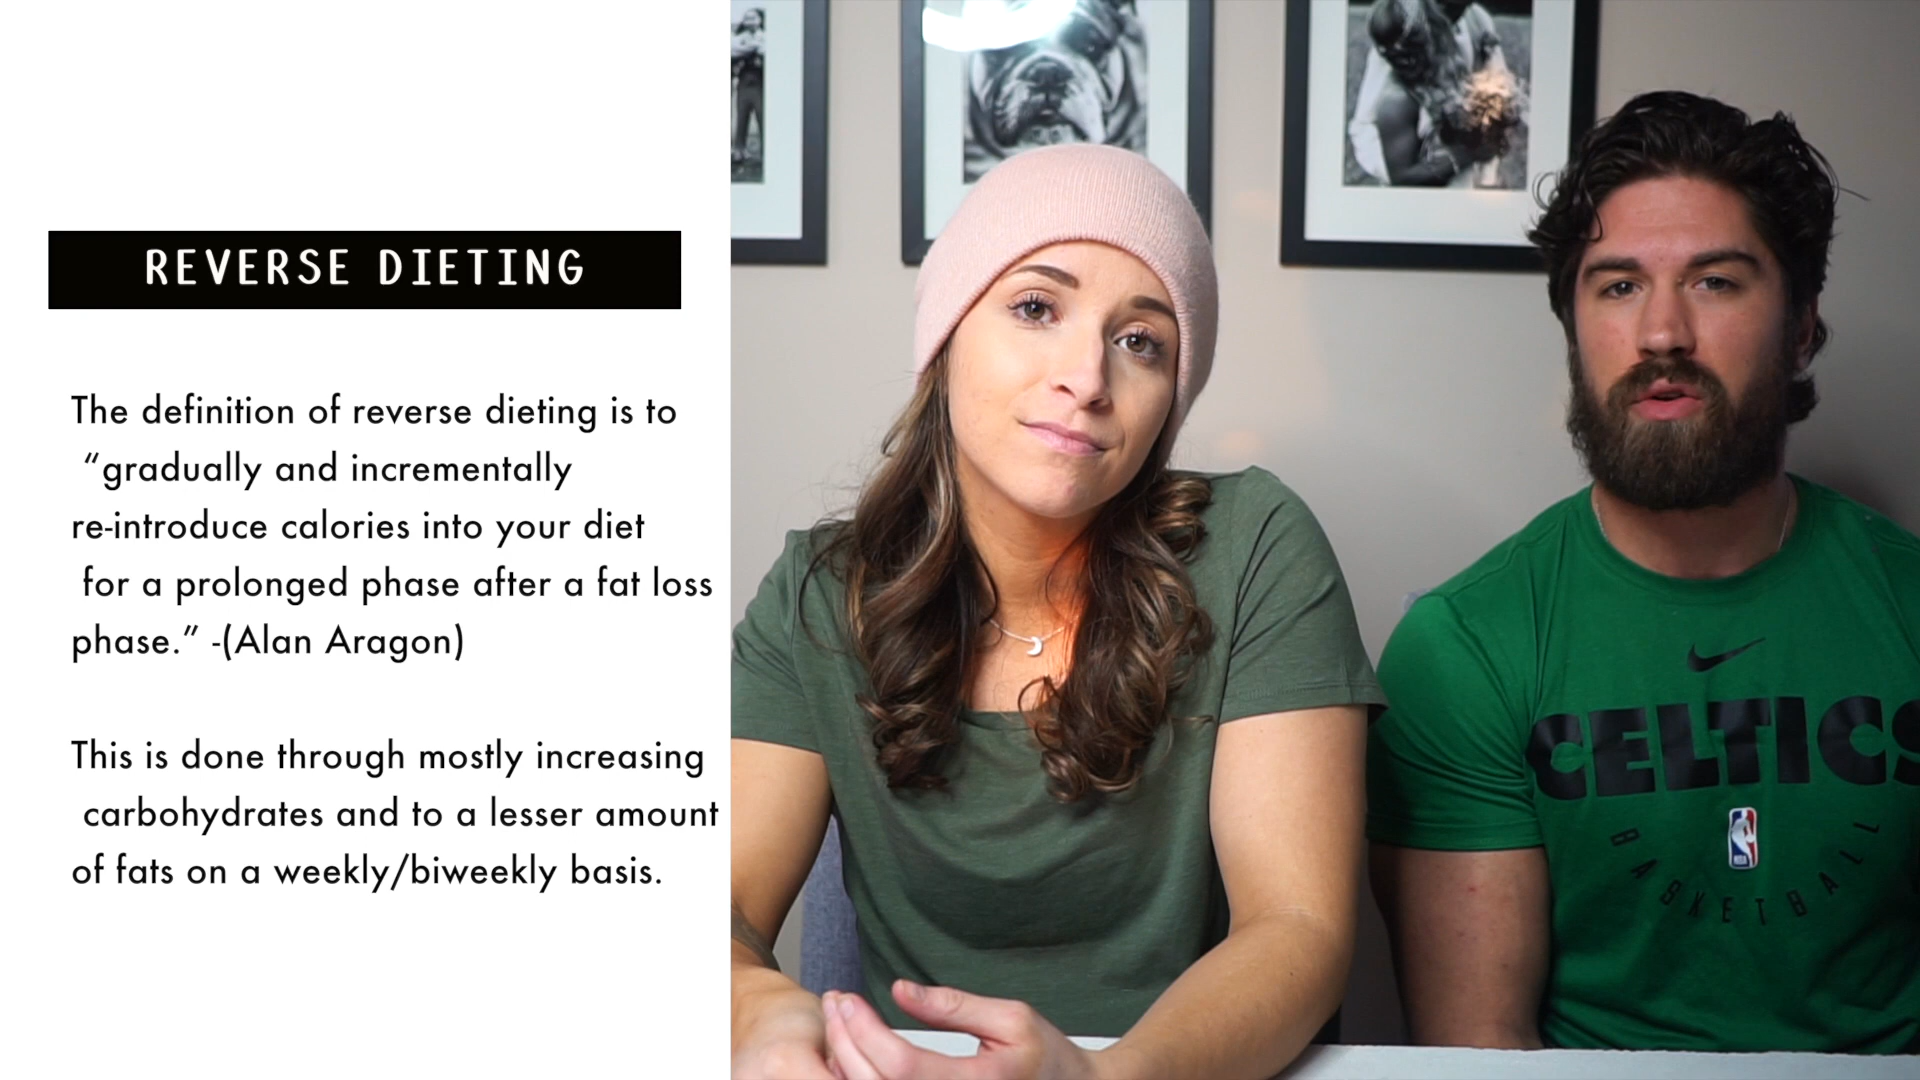 REVERSE DIETING
The definition of reverse dieting is to
“gradually and incrementally
re-introduce calories into your diet
for a prolonged phase after a fat loss
phase.” -(Alan Aragon)
This is done through mostly increasing
carbohydrates and to a lesser amount
of fats on a weekly/biweekly basis.
CELTICS
NBA
BASKETBALL